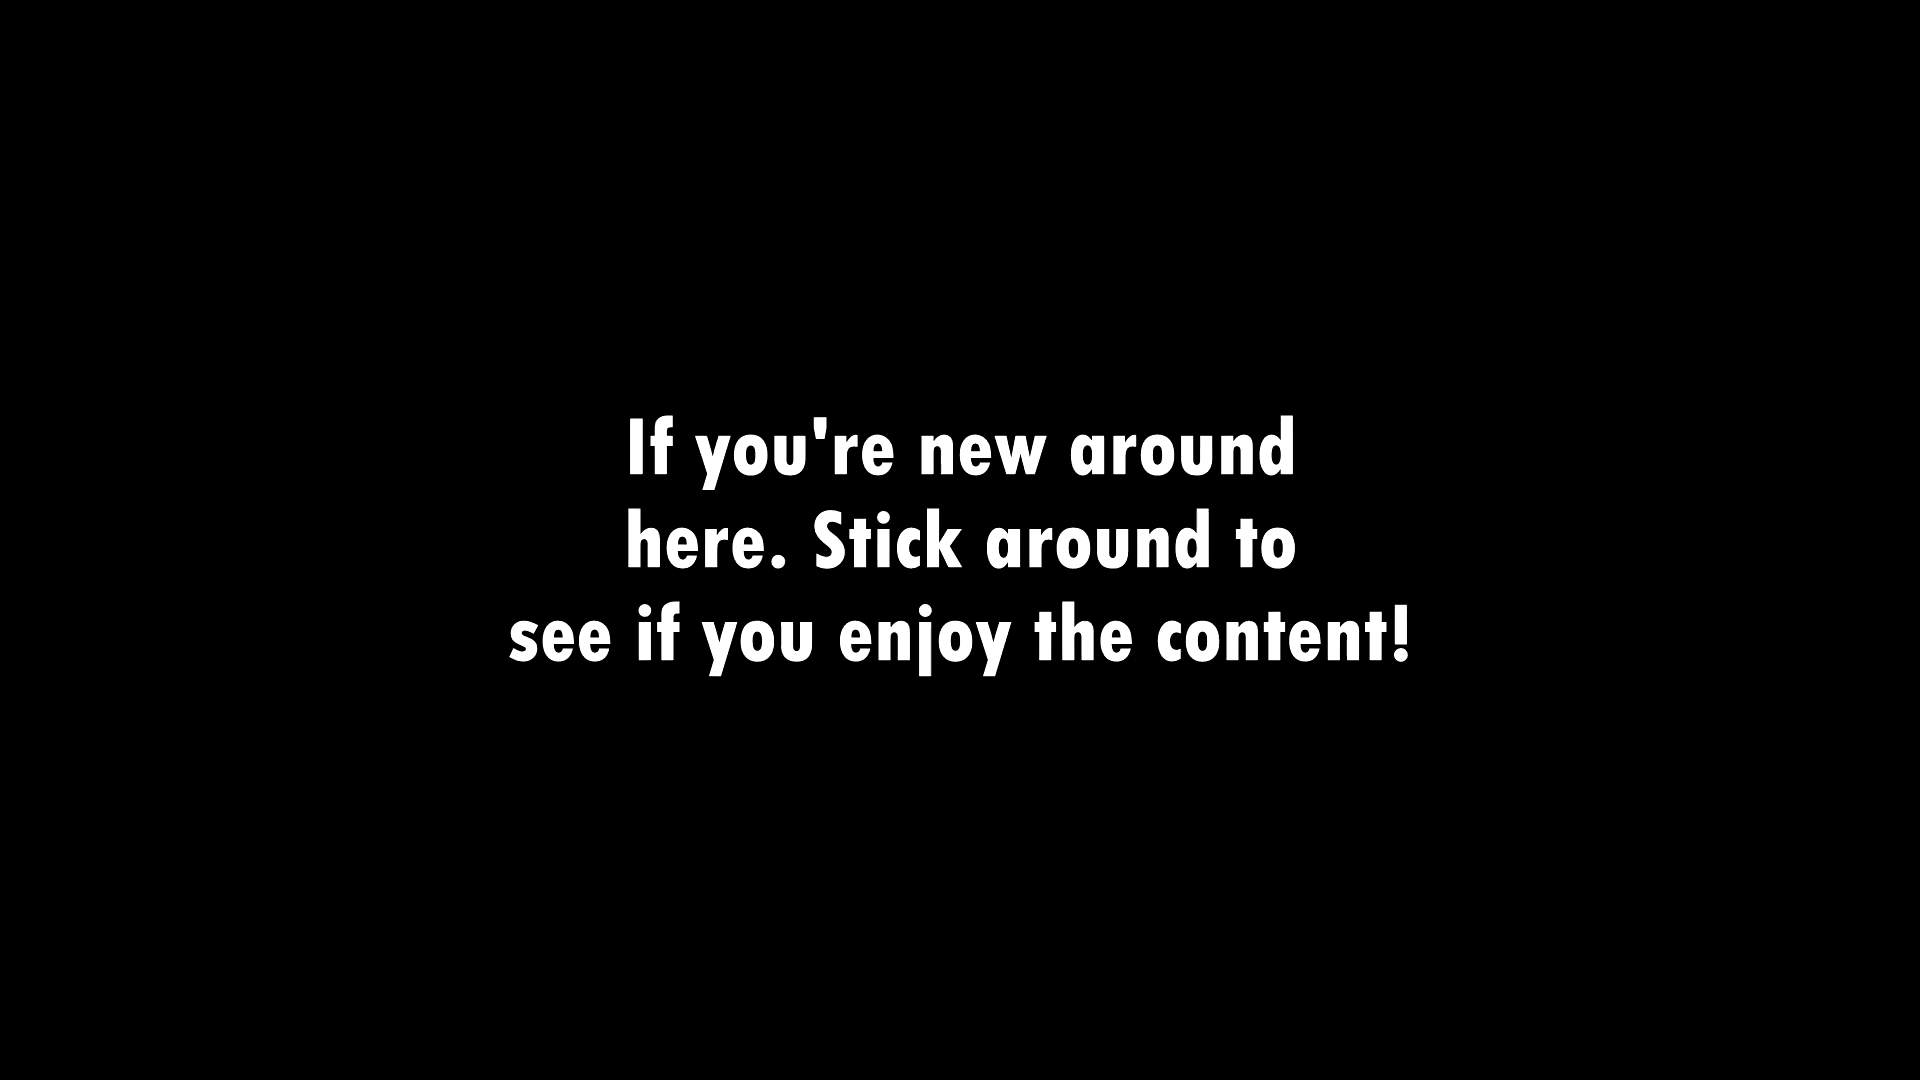 If you're new around
here. Stick around to
see if you enjoy the content!